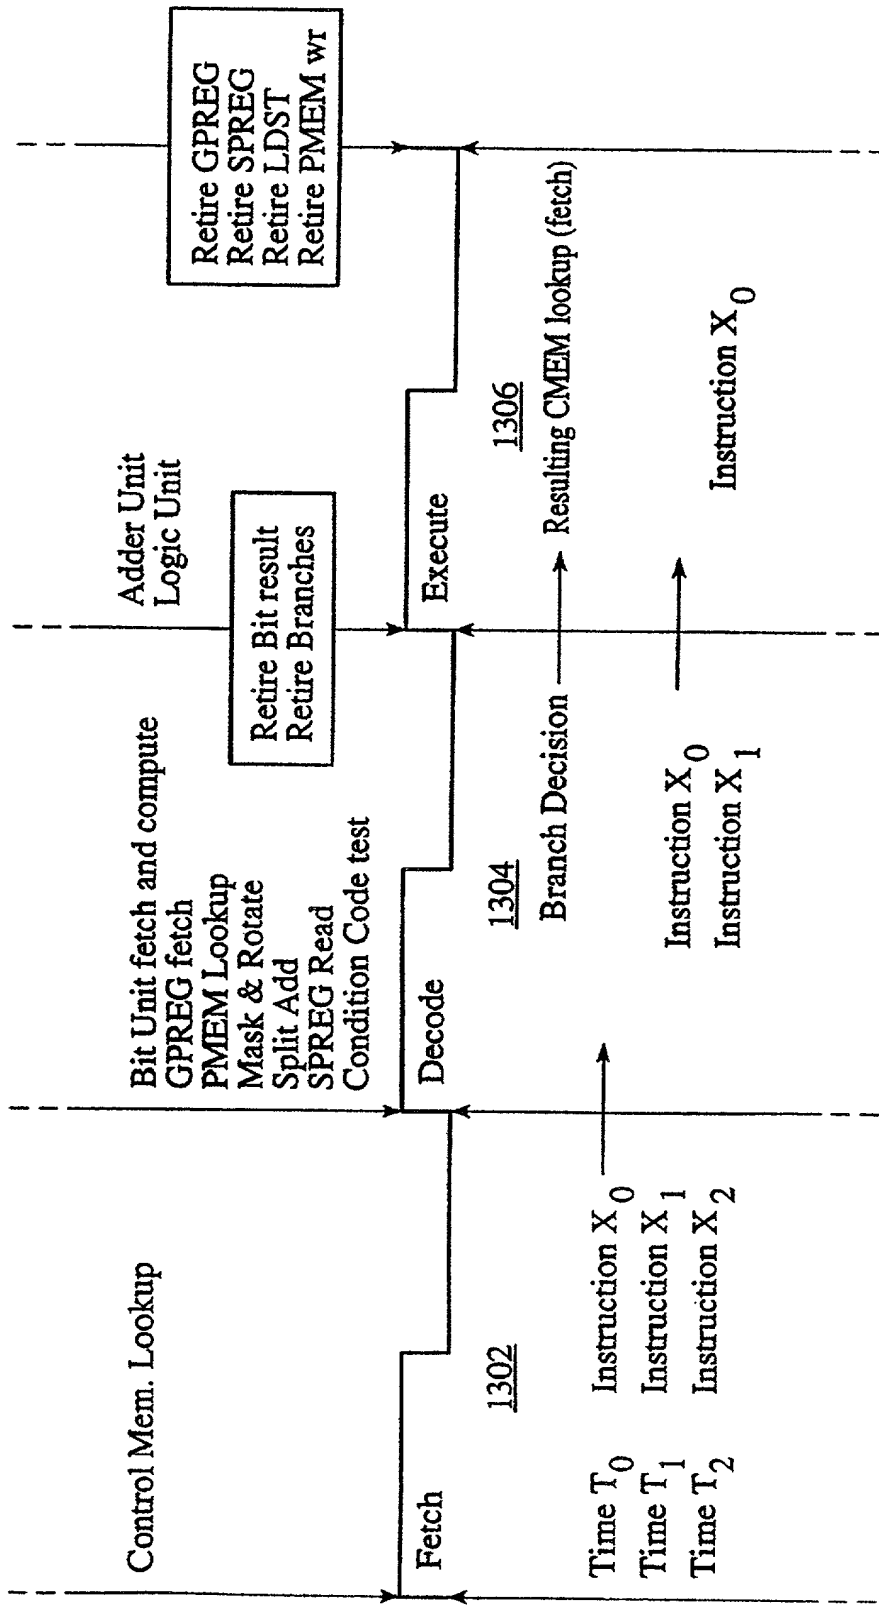 Control Mem. Lookup
Bit Unit fetch and compute
GPREG fetch
PMEM Lookup
Mask & Rotate
Split Add
SPREG Read
Condition Code test
Retire Bit result
Retire Branches
Adder Unit
Logic Unit
Retire GPREG
Retire SPREG
Retire LDST
Retire PMEM wr
Fetch
Decode
Execute
1302
1304
1306
Branch Decision
Resulting CMEM lookup (fetch)
Time T0 Instruction X0
Time T1 Instruction X1 Instruction X0
Time T2 Instruction X2 Instruction X1 Instruction X0